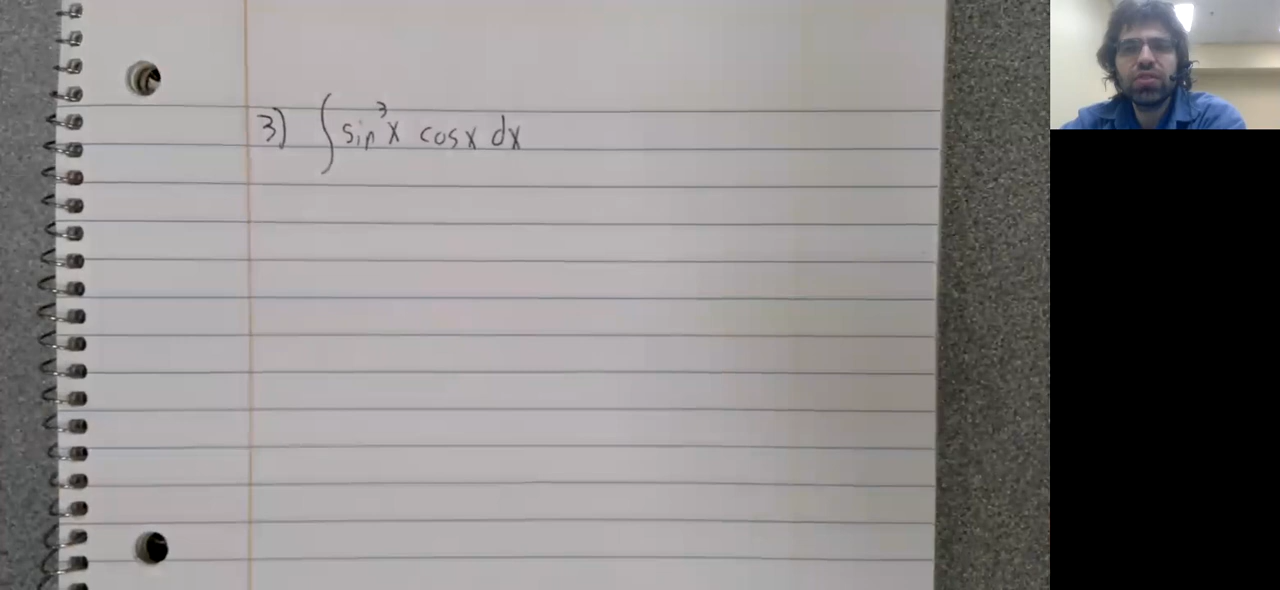 3) ∫ sin³x cosx dx